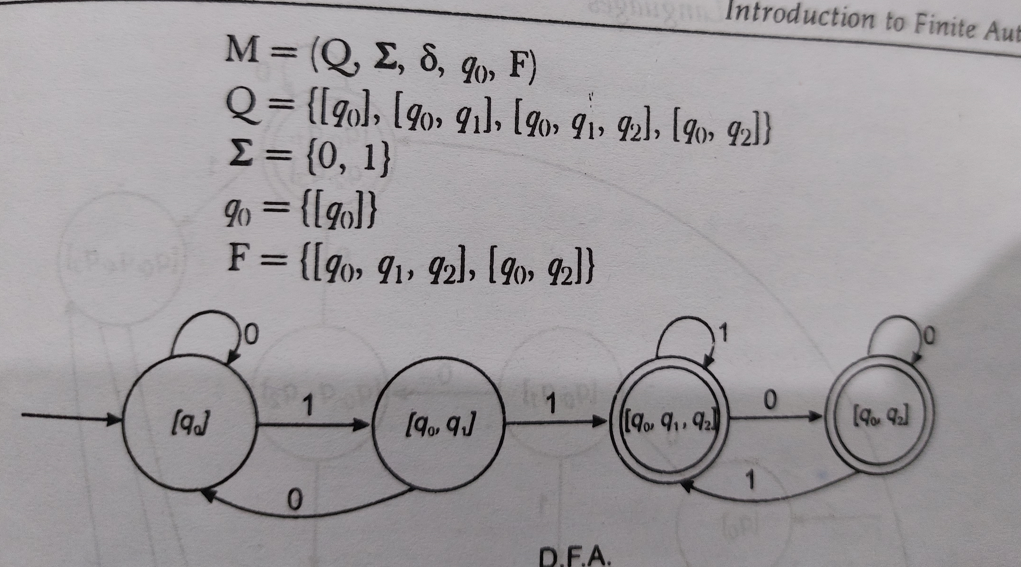 Introduction to Finite Aut
M = (Q, Σ, δ, q₀, F)
Q = {[q₀], [q₀, q₁], [q₀, q₁, q₂], [q₀, q₂]}
Σ = {0, 1}
q₀ = {[q₀]}
F = {[q₀, q₁, q₂], [q₀, q₂]}
0 1 0
[q₀] 1 [q₀, q₁] 1 [q₀, q₁, q₂] 0 [q₀, q₂]
0 1
D.F.A.